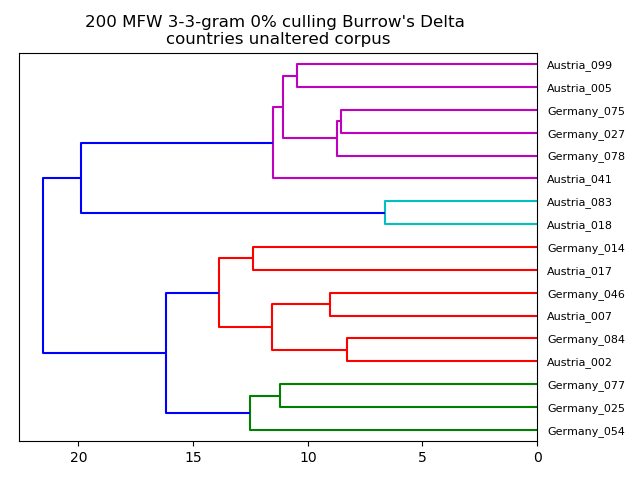 200 MFW 3-3-gram 0% culling Burrow's Delta
countries unaltered corpus
Austria_099
Austria_005
Germany_075
Germany_027
Germany_078
Austria_041
Austria_083
Austria_018
Germany_014
Austria_017
Germany_046
Austria_007
Germany_084
Austria_002
Germany_077
Germany_025
Germany_054
20 15 10 5 0